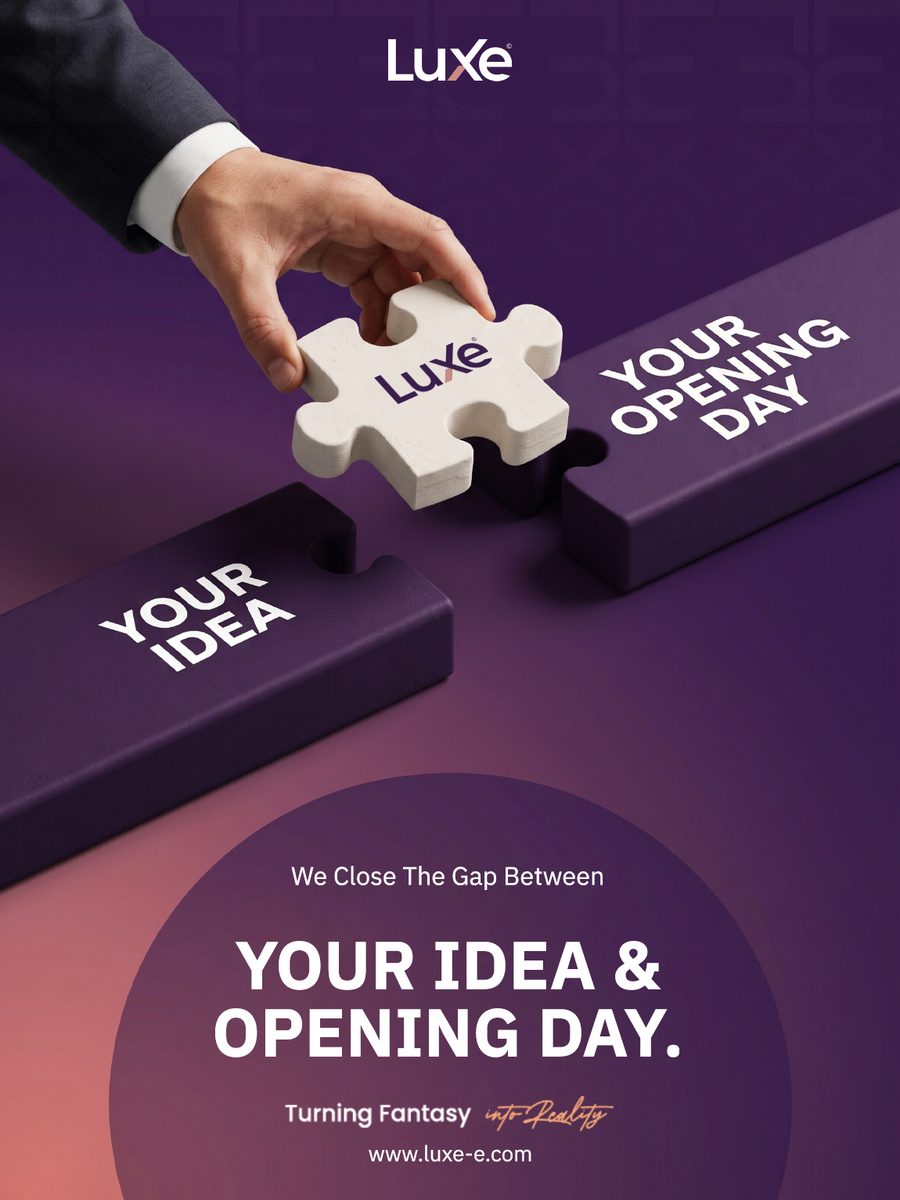 Luxe©
Luxe©
YOUR
OPENING
DAY
YOUR
IDEA
We Close The Gap Between
YOUR IDEA &
OPENING DAY.
Turning Fantasy into Reality
www.luxe-e.com